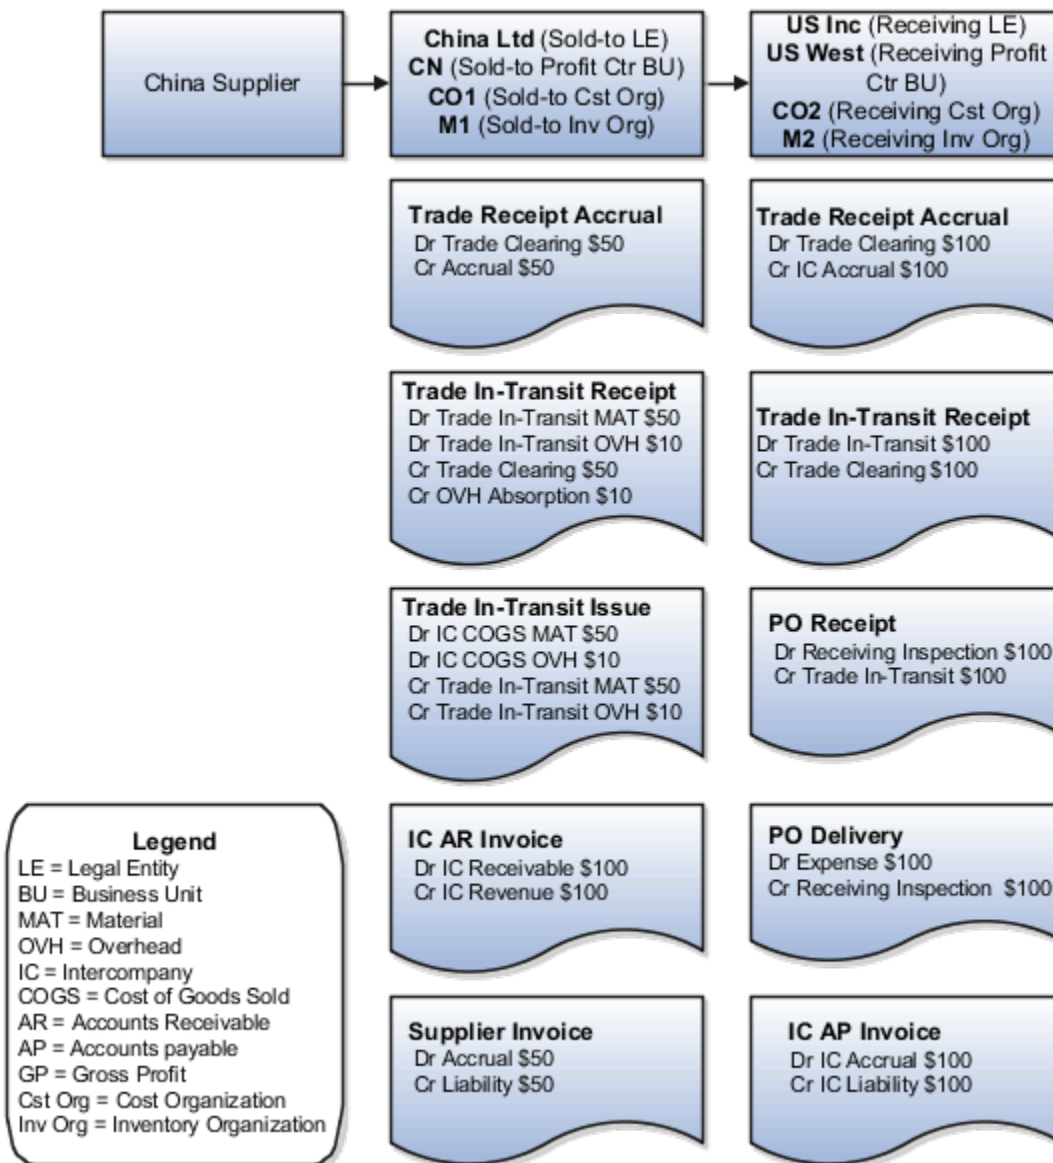 China Supplier
China Ltd (Sold-to LE)
CN (Sold-to Profit Ctr BU)
CO1 (Sold-to Cst Org)
M1 (Sold-to Inv Org)
US Inc (Receiving LE)
US West (Receiving Profit
Ctr BU)
CO2 (Receiving Cst Org)
M2 (Receiving Inv Org)
Trade Receipt Accrual
Dr Trade Clearing $50
Cr Accrual $50
Trade Receipt Accrual
Dr Trade Clearing $100
Cr IC Accrual $100
Trade In-Transit Receipt
Dr Trade In-Transit MAT $50
Dr Trade In-Transit OVH $10
Cr Trade Clearing $50
Cr OVH Absorption $10
Trade In-Transit Receipt
Dr Trade In-Transit $100
Cr Trade Clearing $100
Trade In-Transit Issue
Dr IC COGS MAT $50
Dr IC COGS OVH $10
Cr Trade In-Transit MAT $50
Cr Trade In-Transit OVH $10
PO Receipt
Dr Receiving Inspection $100
Cr Trade In-Transit $100
Legend
LE = Legal Entity
BU = Business Unit
MAT = Material
OVH = Overhead
IC = Intercompany
COGS = Cost of Goods Sold
AR = Accounts Receivable
AP = Accounts payable
GP = Gross Profit
Cst Org = Cost Organization
Inv Org = Inventory Organization
IC AR Invoice
Dr IC Receivable $100
Cr IC Revenue $100
PO Delivery
Dr Expense $100
Cr Receiving Inspection $100
Supplier Invoice
Dr Accrual $50
Cr Liability $50
IC AP Invoice
Dr IC Accrual $100
Cr IC Liability $100